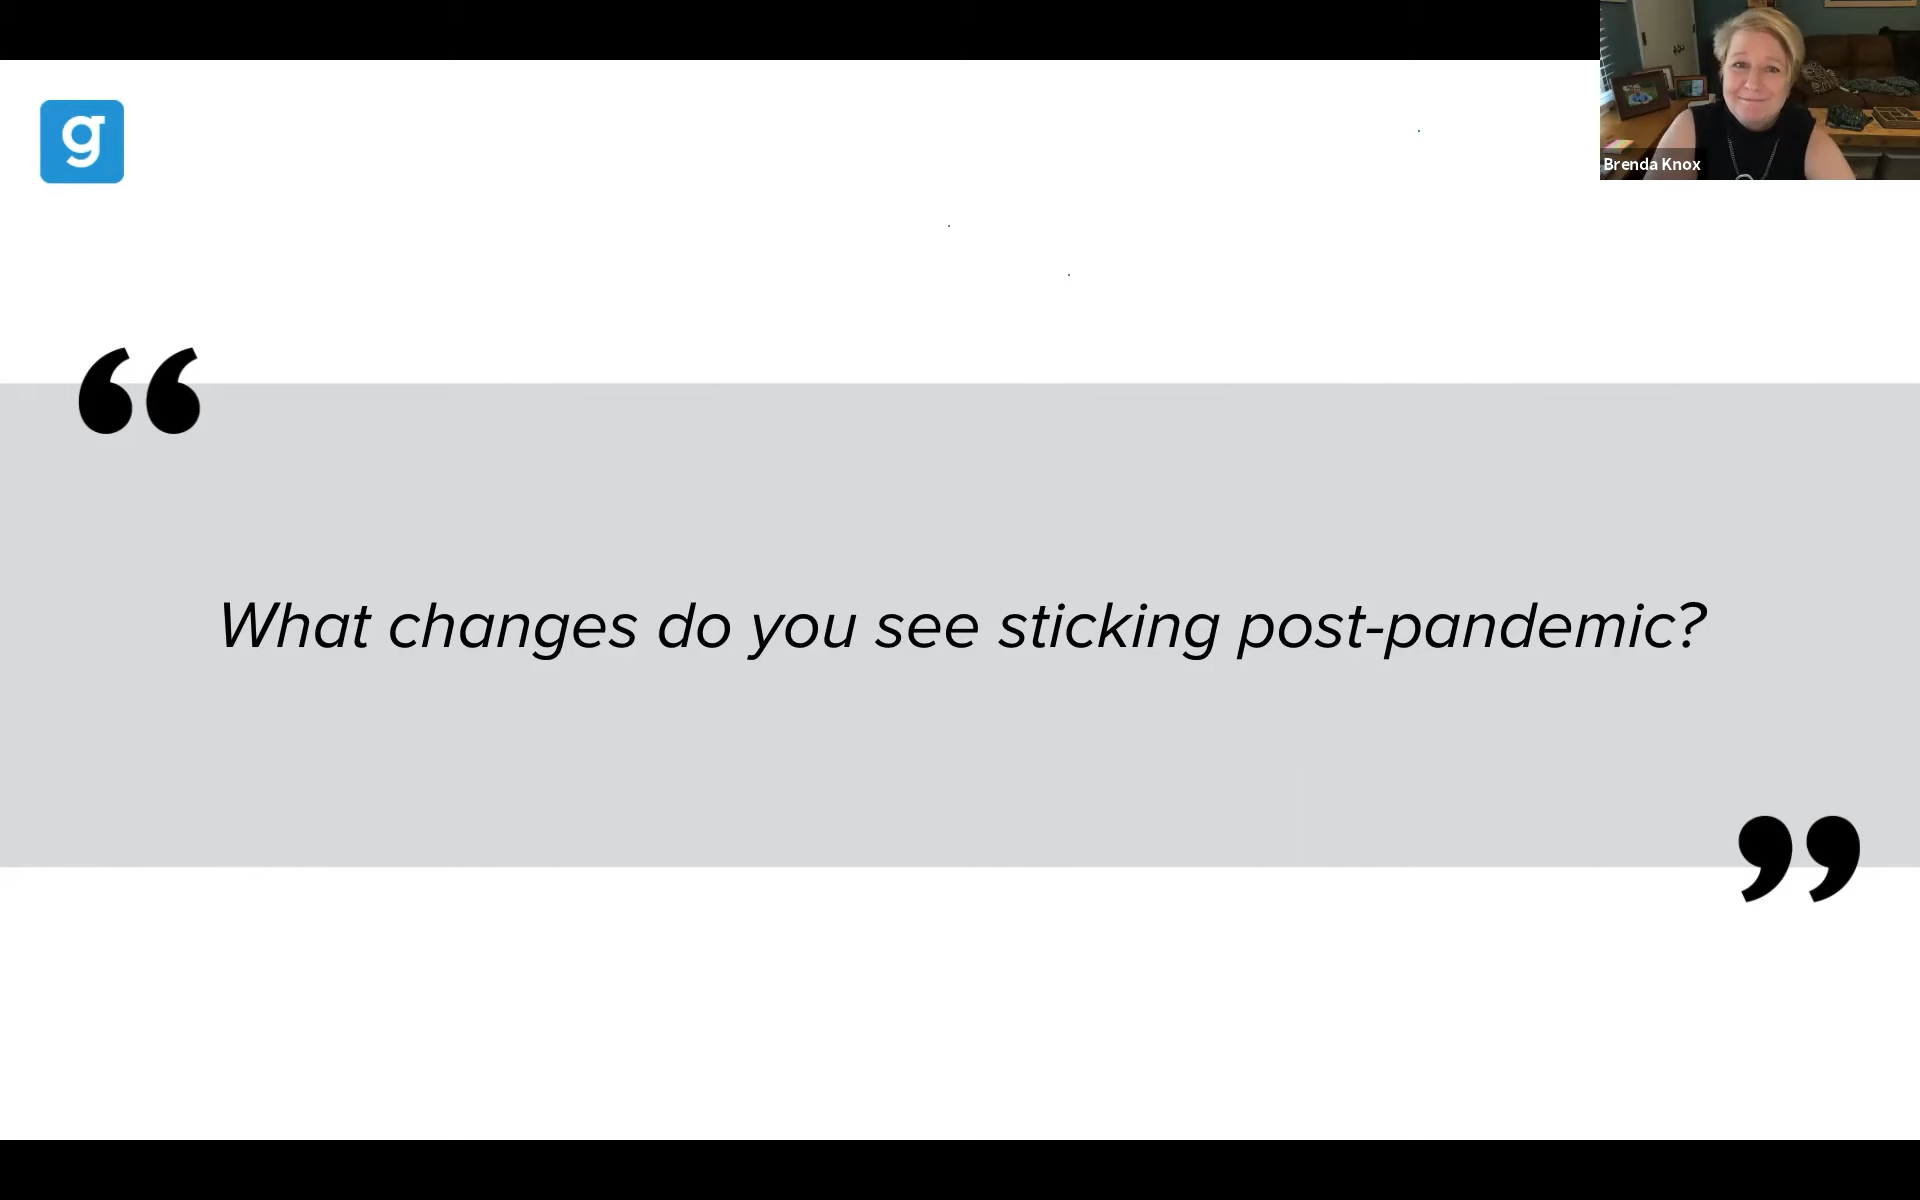 g
Brenda Knox
“
What changes do you see sticking post-pandemic?
”